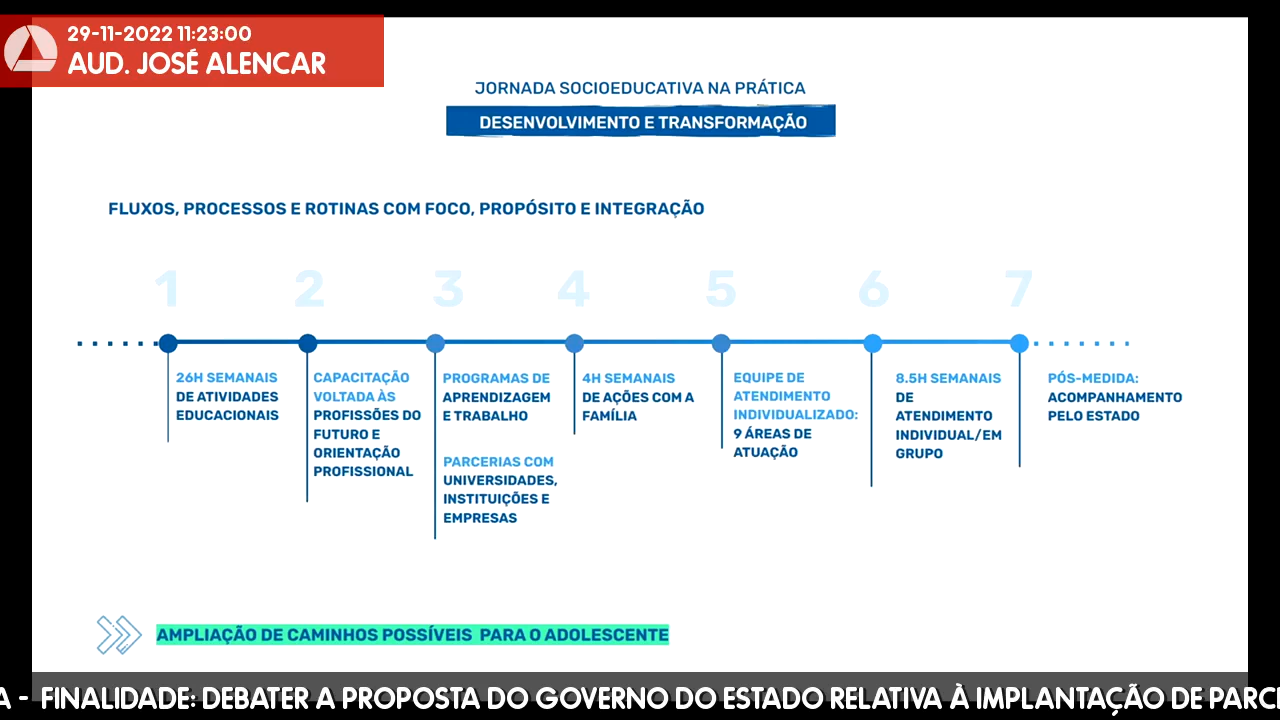 29-11-2022 11:23:00
AUD. JOSÉ ALENCAR
JORNADA SOCIOEDUCATIVA NA PRÁTICA
DESENVOLVIMENTO E TRANSFORMAÇÃO
FLUXOS, PROCESSOS E ROTINAS COM FOCO, PROPÓSITO E INTEGRAÇÃO
1
26H SEMANAIS
DE ATIVIDADES
EDUCACIONAIS
2
CAPACITAÇÃO
VOLTADA ÀS
PROFISSÕES DO
FUTURO E
ORIENTAÇÃO
PROFISSIONAL
3
PROGRAMAS DE
APRENDIZAGEM
E TRABALHO
PARCERIAS COM
UNIVERSIDADES,
INSTITUIÇÕES E
EMPRESAS
4
4H SEMANAIS
DE AÇÕES COM A
FAMÍLIA
5
EQUIPE DE
ATENDIMENTO
INDIVIDUALIZADO:
9 ÁREAS DE
ATUAÇÃO
6
8.5H SEMANAIS
DE
ATENDIMENTO
INDIVIDUAL/EM
GRUPO
7
PÓS-MEDIDA:
ACOMPANHAMENTO
PELO ESTADO
AMPLIAÇÃO DE CAMINHOS POSSÍVEIS PARA O ADOLESCENTE
A - FINALIDADE: DEBATER A PROPOSTA DO GOVERNO DO ESTADO RELATIVA À IMPLANTAÇÃO DE PARCE